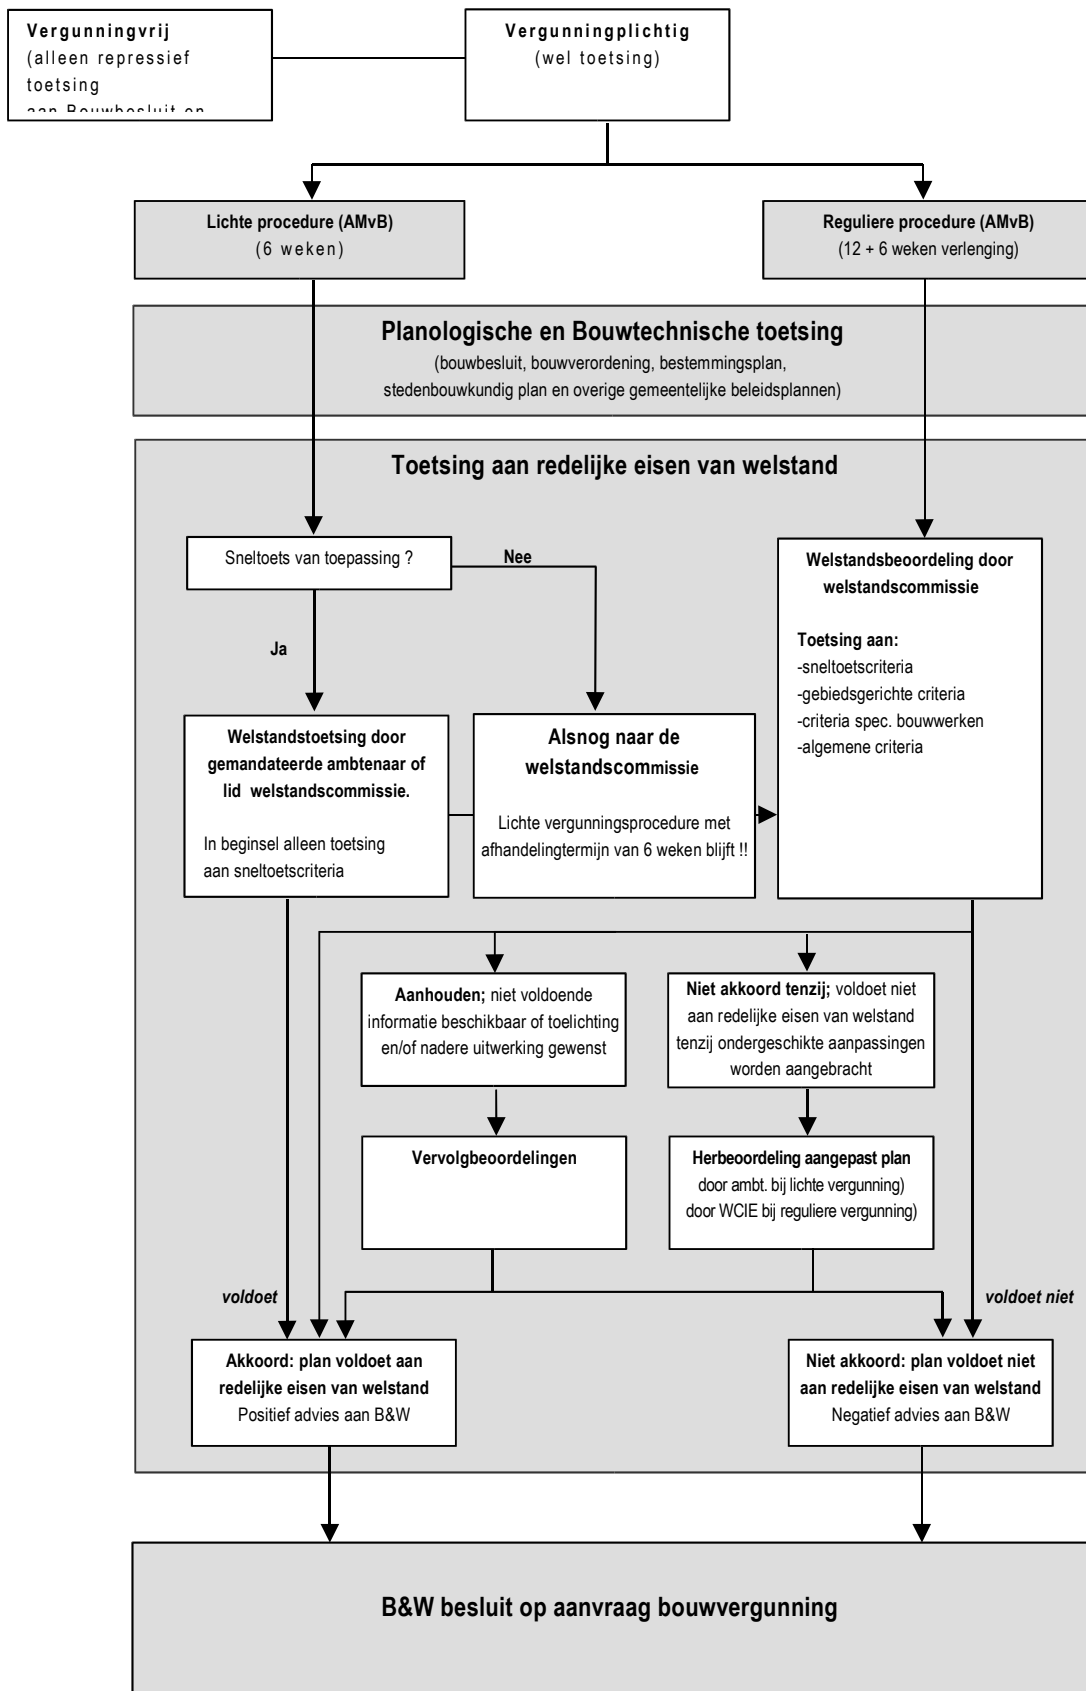 Vergunningvrij
(alleen repressief
toetsing
aan Bouwbesluit en
Vergunningplichtig
(wel toetsing)
Lichte procedure (AMvB)
(6 weken)
Reguliere procedure (AMvB)
(12 + 6 weken verlenging)
Planologische en Bouwtechnische toetsing
(bouwbesluit, bouwverordening, bestemmingsplan,
stedenbouwkundig plan en overige gemeentelijke beleidsplannen)
Toetsing aan redelijke eisen van welstand
Sneltoets van toepassing ?
Nee
Ja
Welstandsbeoordeling door
welstandscommissie
Toetsing aan:
-sneltoetscriteria
-gebiedsgerichte criteria
-criteria spec. bouwwerken
-algemene criteria
Welstandstoetsing door
gemandateerde ambtenaar of
lid welstandscommissie.
In beginsel alleen toetsing
aan sneltoetscriteria
Alsnog naar de
welstandscommissie
Lichte vergunningsprocedure met
afhandelingtermijn van 6 weken blijft !!
Aanhouden; niet voldoende
informatie beschikbaar of toelichting
en/of nadere uitwerking gewenst
Niet akkoord tenzij; voldoet niet
aan redelijke eisen van welstand
tenzij ondergeschikte aanpassingen
worden aangebracht
Vervolgbeoordelingen
Herbeoordeling aangepast plan
door ambt. bij lichte vergunning)
door WCIE bij reguliere vergunning)
voldoet
voldoet niet
Akkoord: plan voldoet aan
redelijke eisen van welstand
Positief advies aan B&W
Niet akkoord: plan voldoet niet
aan redelijke eisen van welstand
Negatief advies aan B&W
B&W besluit op aanvraag bouwvergunning